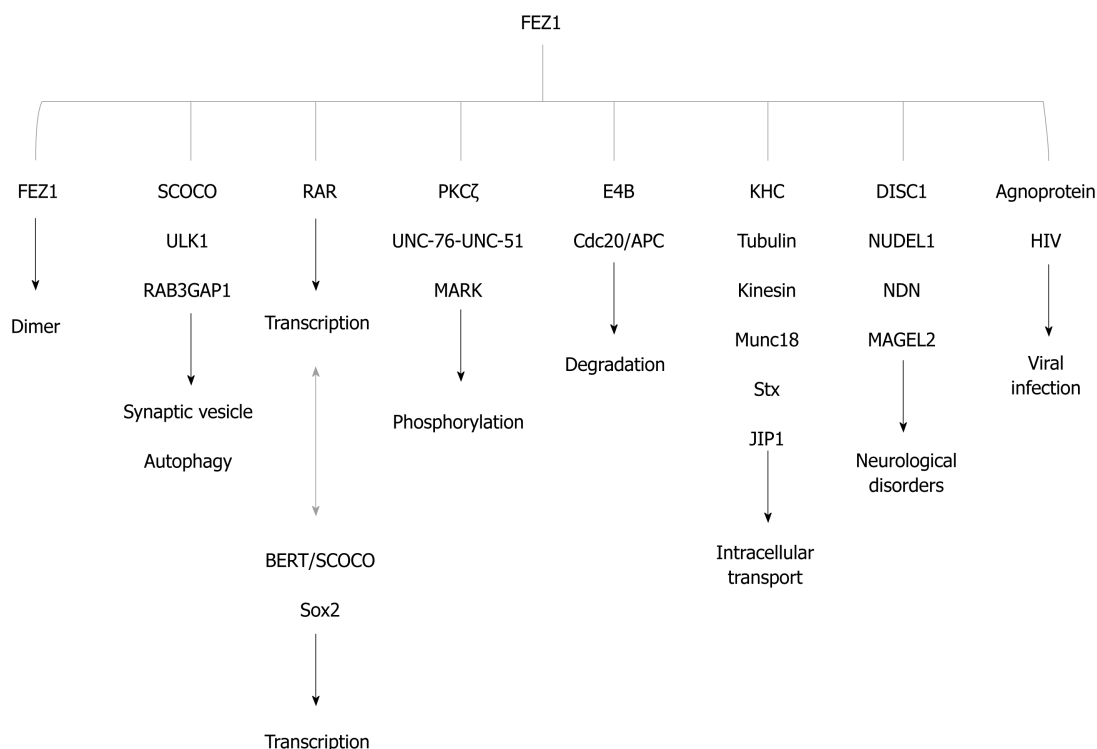 FEZ1
FEZ1
Dimer
SCOCO
ULK1
RAB3GAP1
Synaptic vesicle
Autophagy
RAR
Transcription
BERT/SCOCO
Sox2
Transcription
PKCζ
UNC-76-UNC-51
MARK
Phosphorylation
E4B
Cdc20/APC
Degradation
KHC
Tubulin
Kinesin
Munc18
Stx
JIP1
Intracellular
transport
DISC1
NUDEL1
NDN
MAGEL2
Neurological
disorders
Agnoprotein
HIV
Viral
infection